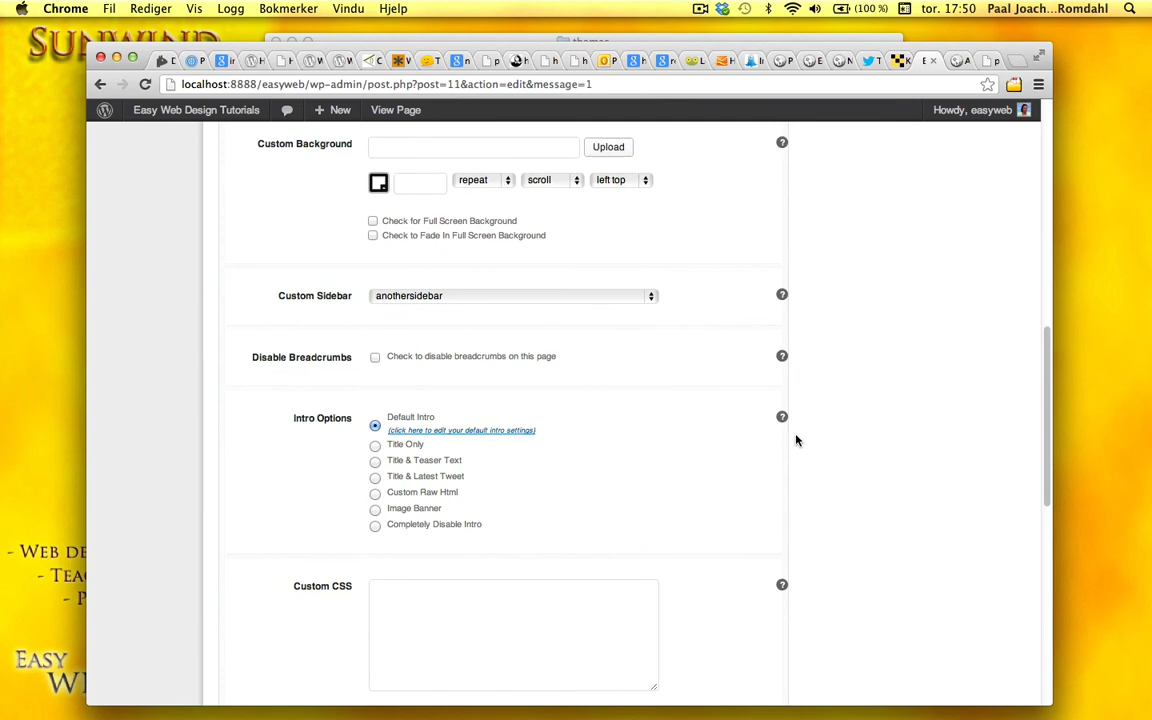 Chrome Fil Rediger Vis Logg Bokmerker Vindu Hjelp (100 %) tor. 17:50 Paal Joach...Romdahl
SUNWIND
themes
localhost:8888/easyweb/wp-admin/post.php?post=11&action=edit&message=1
Easy Web Design Tutorials + New View Page Howdy, easyweb
Custom Background Upload ?
repeat scroll left top
Check for Full Screen Background
Check to Fade In Full Screen Background
Custom Sidebar anothersidebar ?
Disable Breadcrumbs Check to disable breadcrumbs on this page ?
Intro Options Default Intro ?
(click here to edit your default intro settings)
Title Only
Title & Teaser Text
Title & Latest Tweet
Custom Raw Html
Image Banner
Completely Disable Intro
- WEB DE
- TEA
- P
Custom CSS ?
EASY
WE